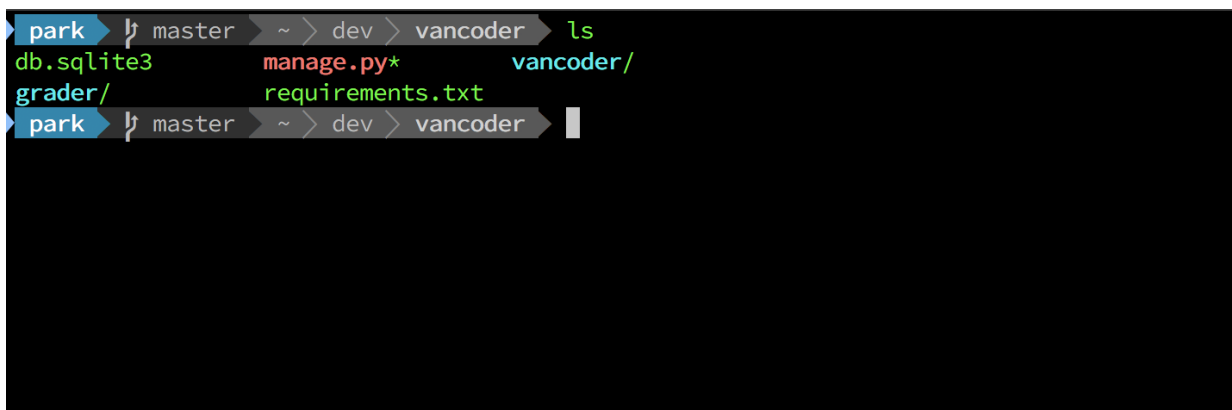 park master ~ dev vancoder ls
db.sqlite3 manage.py* vancoder/
grader/ requirements.txt
park master ~ dev vancoder